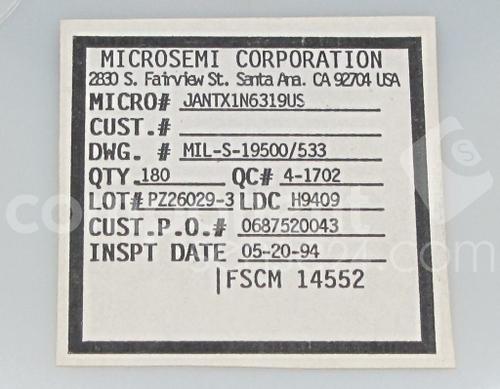 MICROSEMI CORPORATION
2830 S. Fairview St. Santa Ana. CA 92704 USA
MICRO# JANTX1N6319US
CUST.#
DWG. # MIL-S-19500/533
QTY. 180 QC# 4-1702
LOT# PZ26029-3 LDC H9409
CUST.P.O.# 0687520043
INSPT DATE 05-20-94
FSCM 14552